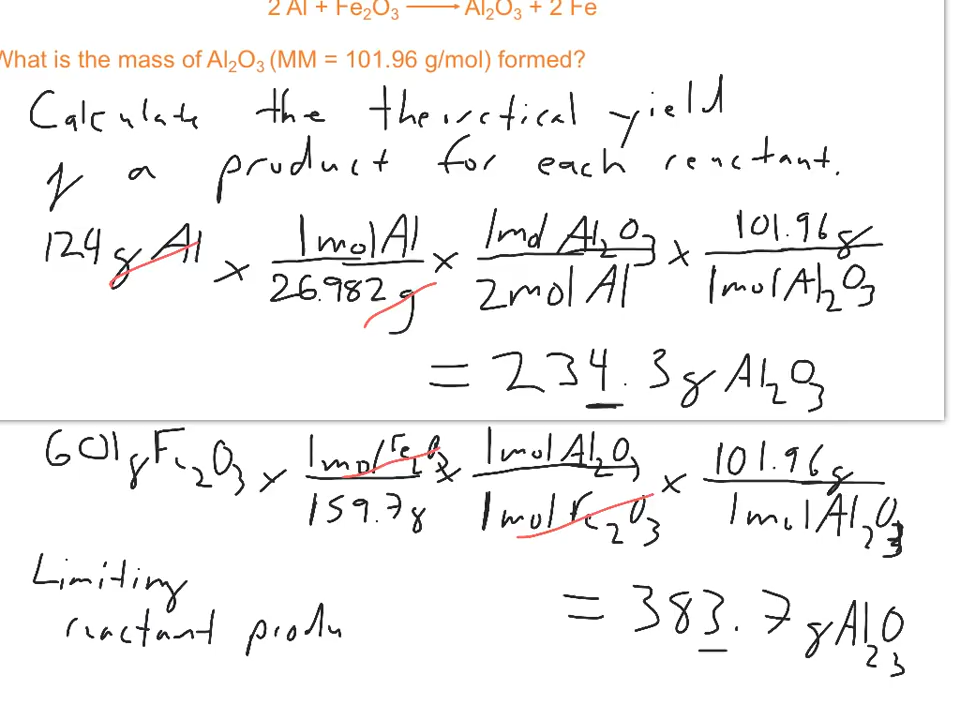 2 Al + Fe₂O₃ ⟶ Al₂O₃ + 2 Fe
What is the mass of Al₂O₃ (MM = 101.96 g/mol) formed?
Calculate the theoretical yield
of a product for each reactant.
124 g Al × 1 mol Al / 26.982 g × 1 mol Al₂O₃ / 2 mol Al × 101.96 g / 1 mol Al₂O₃
= 234.3 g Al₂O₃
601 g Fe₂O₃ × 1 mol Fe₂O₃ / 159.7 g × 1 mol Al₂O₃ / 1 mol Fe₂O₃ × 101.96 g / 1 mol Al₂O₃
= 383.7 g Al₂O₃
Limiting
reactant produ